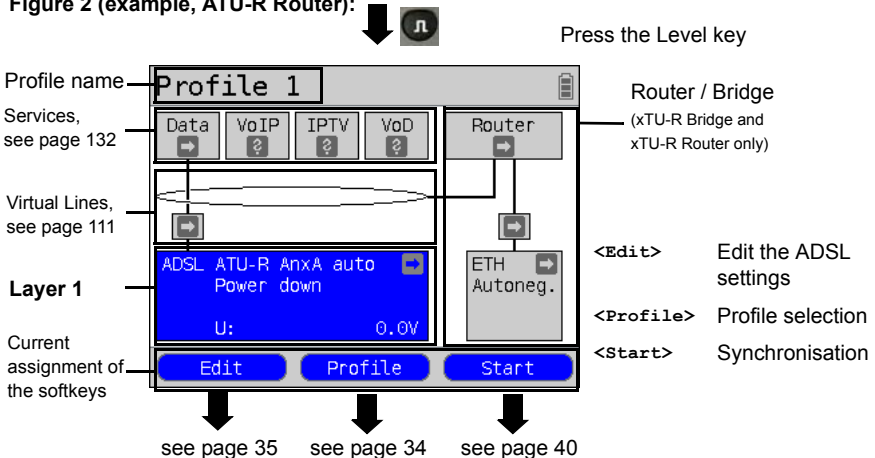 Figure 2 (example, ATU-R Router):
Press the Level key
Profile name
Profile 1
Router / Bridge
(xTU-R Bridge and
xTU-R Router only)
Services,
see page 132
Data VoIP IPTV VoD Router
? ? ?
Virtual Lines,
see page 111
Layer 1
ADSL ATU-R AnxA auto
Power down
U: 0.0V
ETH
Autoneg.
<Edit> Edit the ADSL
settings
<Profile> Profile selection
<Start> Synchronisation
Current
assignment of
the softkeys
Edit Profile Start
see page 35 see page 34 see page 40